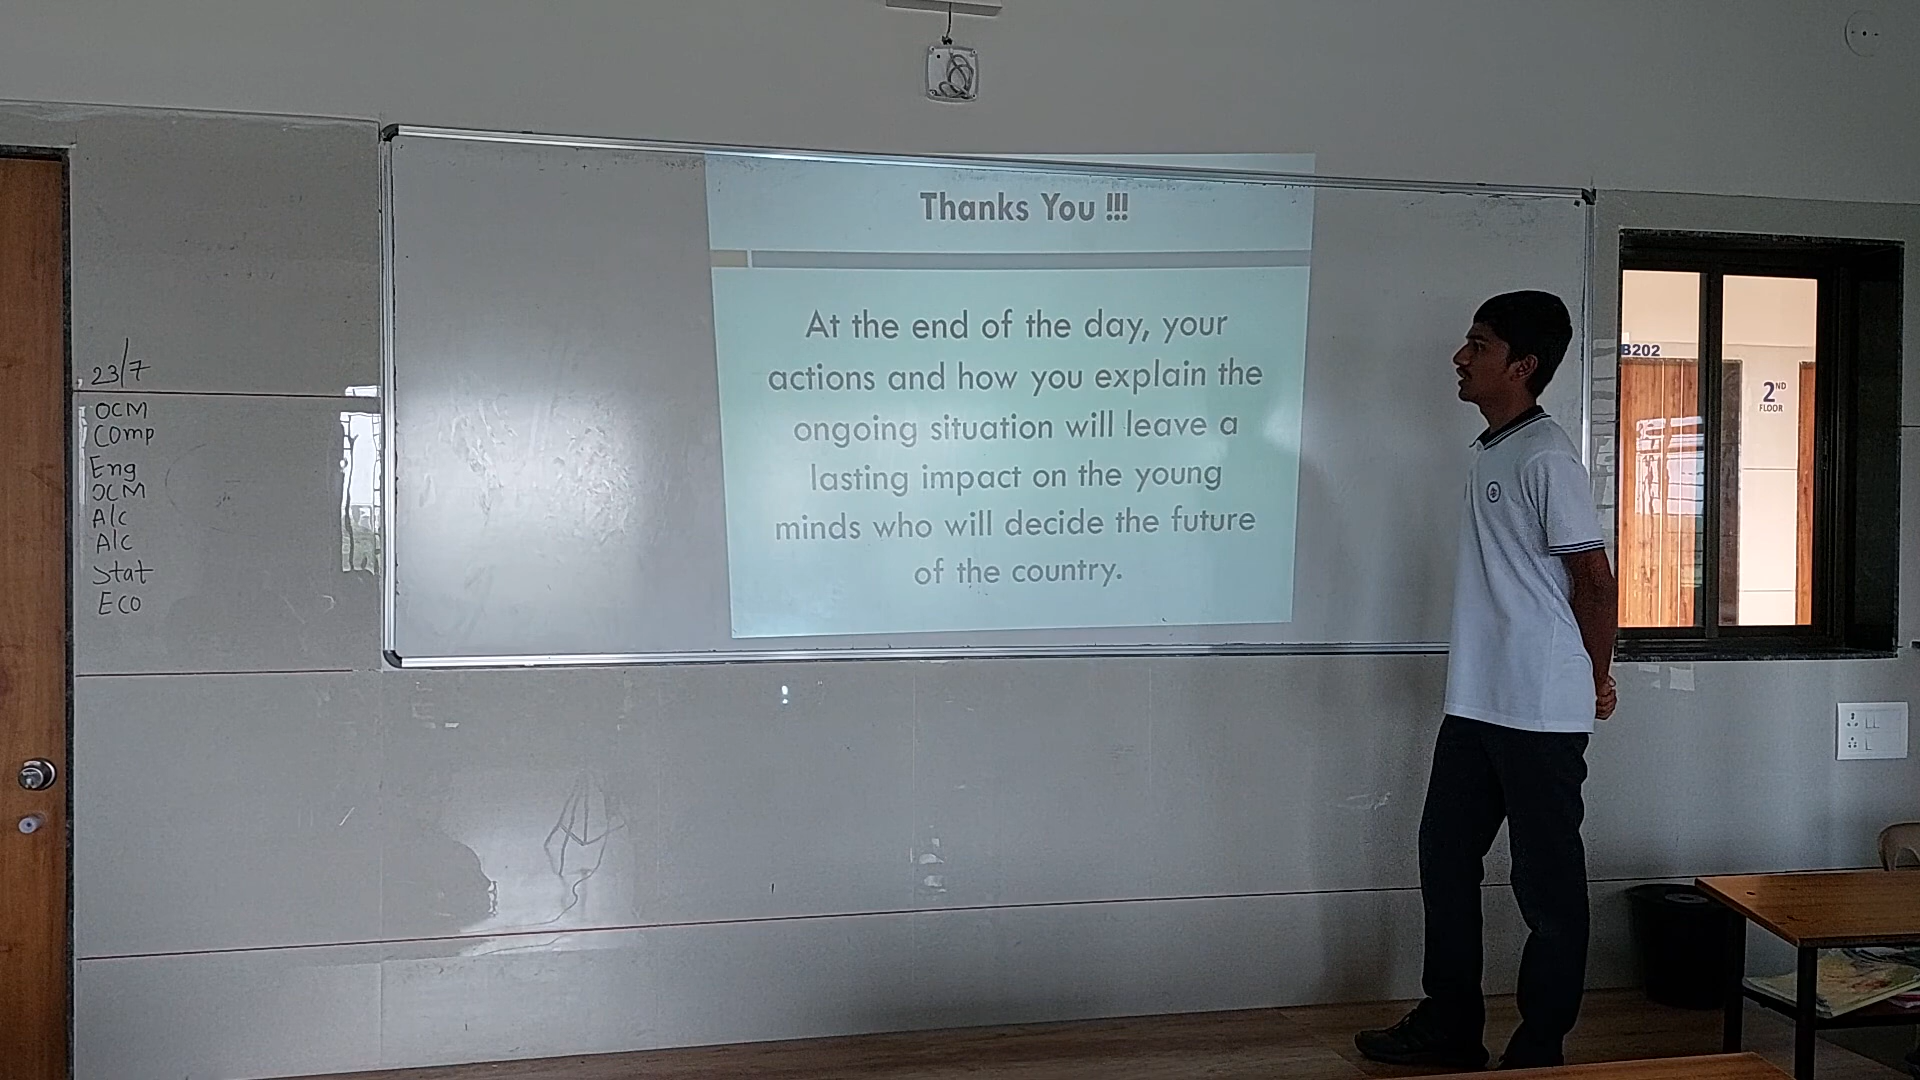 23/7
OCM
Comp
Eng
OCM
A/c
A/c
Stat
Eco
Thanks You !!!
At the end of the day, your
actions and how you explain the
ongoing situation will leave a
lasting impact on the young
minds who will decide the future
of the country.
B202
2ND
FLOOR